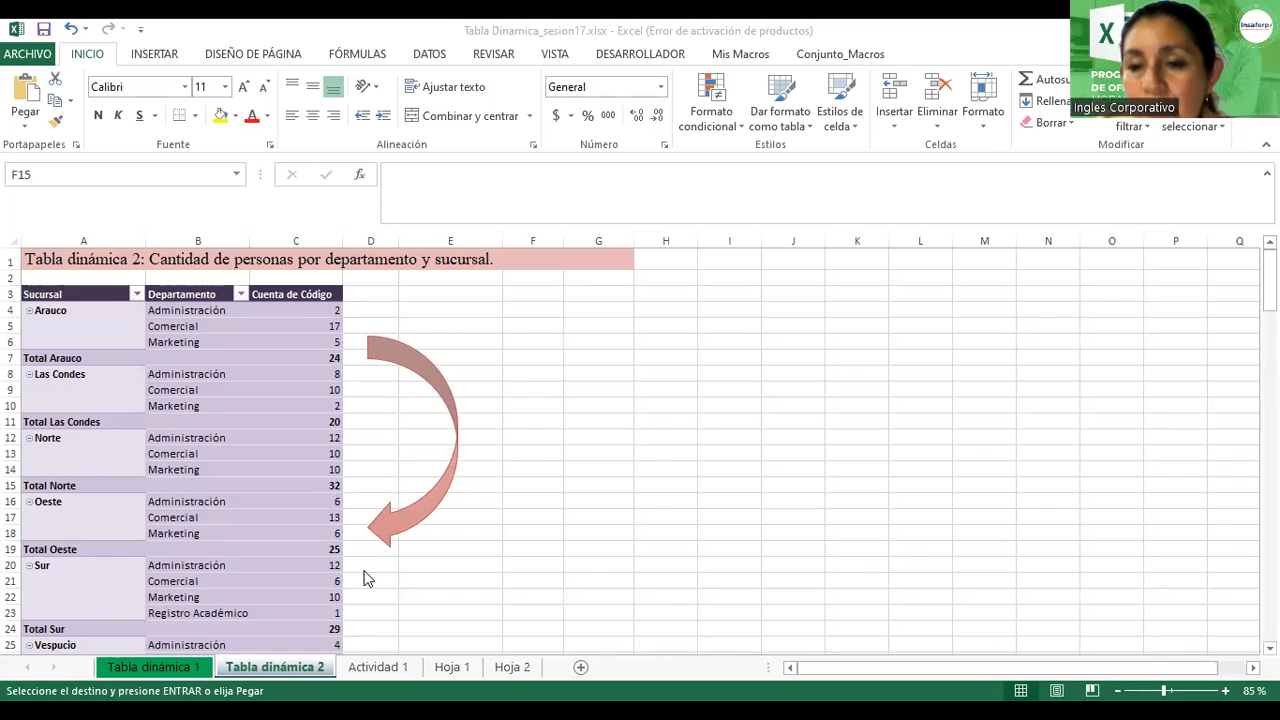 Tabla Dinamica_sesion17.xlsx - Excel (Error de activación de productos)
Insaforp
ARCHIVO INICIO INSERTAR DISEÑO DE PÁGINA FÓRMULAS DATOS REVISAR VISTA DESARROLLADOR Mis Macros Conjunto_Macros
PROG
DE OF
Ingles Corporativo
Calibri 11 Ajustar texto General
Pegar
N K S Combinar y centrar $ % 000
Formato condicional
Dar formato como tabla
Estilos de celda
Insertar Eliminar Formato
Autosu
Rellena
Borrar
filtrar seleccionar
Portapapeles Fuente Alineación Número Estilos Celdas Modificar
F15 fx
A B C D E F G H I J K L M N O P Q
1 Tabla dinámica 2: Cantidad de personas por departamento y sucursal.
2
3 Sucursal Departamento Cuenta de Código
4 Arauco Administración 2
5 Comercial 17
6 Marketing 5
7 Total Arauco 24
8 Las Condes Administración 8
9 Comercial 10
10 Marketing 2
11 Total Las Condes 20
12 Norte Administración 12
13 Comercial 10
14 Marketing 10
15 Total Norte 32
16 Oeste Administración 6
17 Comercial 13
18 Marketing 6
19 Total Oeste 25
20 Sur Administración 12
21 Comercial 6
22 Marketing 10
23 Registro Académico 1
24 Total Sur 29
25 Vespucio Administración 4
Tabla dinámica 1 Tabla dinámica 2 Actividad 1 Hoja 1 Hoja 2
Seleccione el destino y presione ENTRAR o elija Pegar 85 %